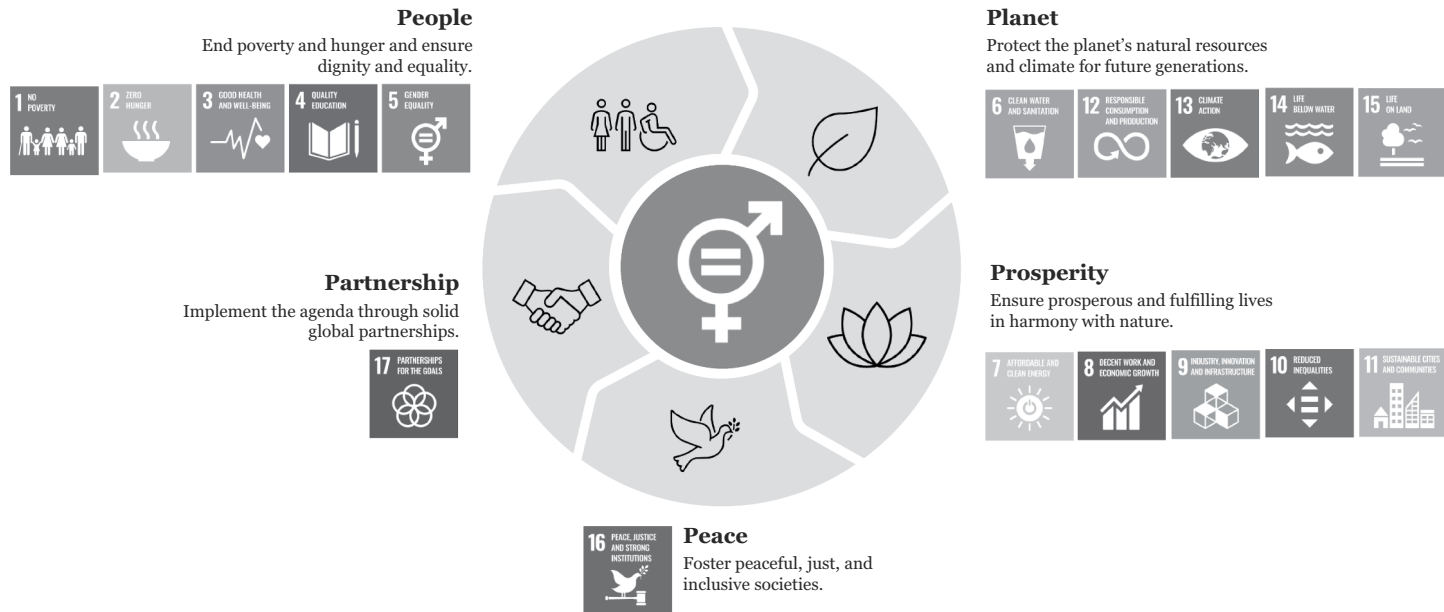 People
End poverty and hunger and ensure
dignity and equality.
1 NO
POVERTY
2 ZERO
HUNGER
3 GOOD HEALTH
AND WELL-BEING
4 QUALITY
EDUCATION
5 GENDER
EQUALITY
Planet
Protect the planet's natural resources
and climate for future generations.
6 CLEAN WATER
AND SANITATION
12 RESPONSIBLE
CONSUMPTION
AND PRODUCTION
13 CLIMATE
ACTION
14 LIFE
BELOW WATER
15 LIFE
ON LAND
Partnership
Implement the agenda through solid
global partnerships.
17 PARTNERSHIPS
FOR THE GOALS
Prosperity
Ensure prosperous and fulfilling lives
in harmony with nature.
7 AFFORDABLE AND
CLEAN ENERGY
8 DECENT WORK AND
ECONOMIC GROWTH
9 INDUSTRY, INNOVATION
AND INFRASTRUCTURE
10 REDUCED
INEQUALITIES
11 SUSTAINABLE CITIES
AND COMMUNITIES
16 PEACE, JUSTICE
AND STRONG
INSTITUTIONS
Peace
Foster peaceful, just, and
inclusive societies.